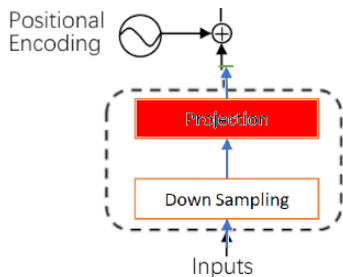 Positional
Encoding
Projection
Down Sampling
Inputs